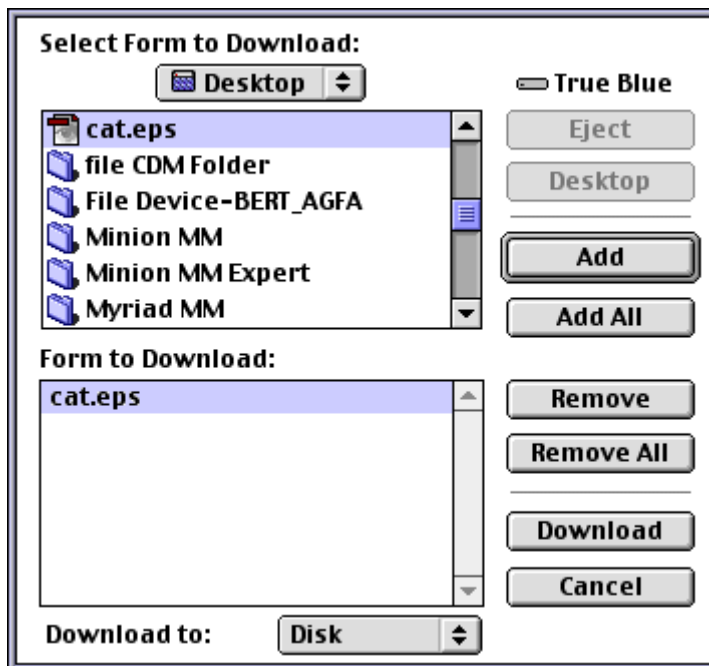 Select Form to Download:
Desktop
True Blue
cat.eps
file CDM Folder
File Device-BERT_AGFA
Minion MM
Minion MM Expert
Myriad MM
Eject
Desktop
Add
Add All
Form to Download:
cat.eps
Remove
Remove All
Download
Cancel
Download to:
Disk